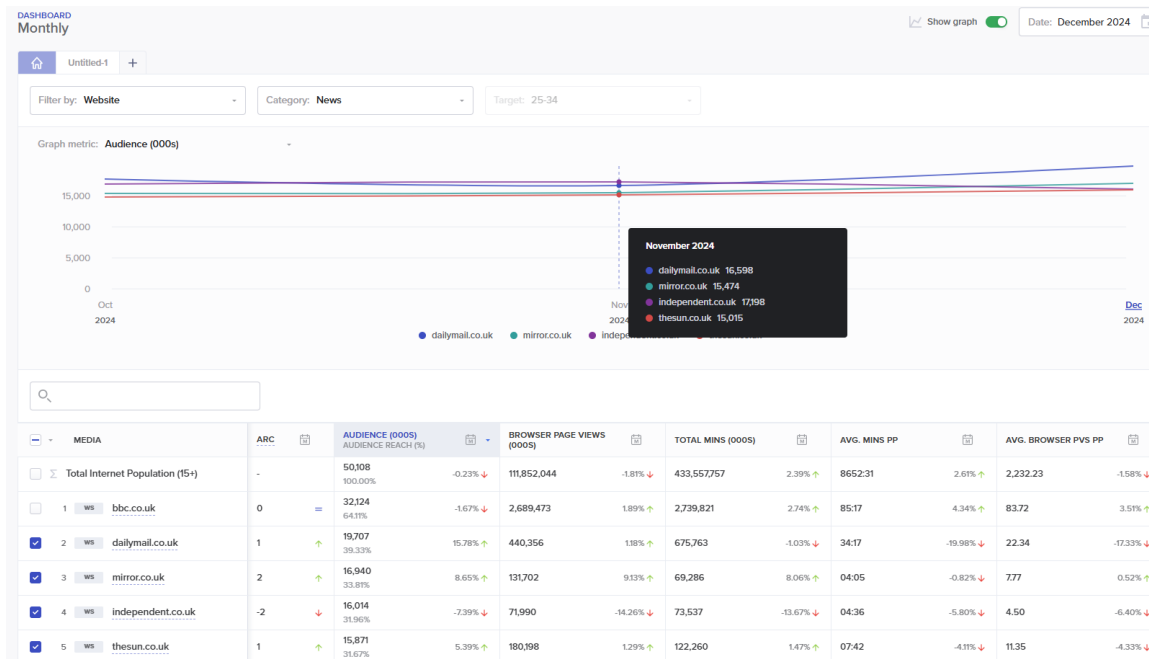 DASHBOARD
Monthly
Show graph
Date: December 2024
Untitled-1 +
Filter by: Website
Category: News
Target: 25-34
Graph metric: Audience (000s)
15,000
10,000
5,000
0
Oct
2024
Nov
2024
Dec
2024
November 2024
dailymail.co.uk 16,598
mirror.co.uk 15,474
independent.co.uk 17,198
thesun.co.uk 15,015
dailymail.co.uk mirror.co.uk
MEDIA ARC AUDIENCE (000S) BROWSER PAGE VIEWS TOTAL MINS (000S) AVG. MINS PP AVG. BROWSER PVS PP
AUDIENCE REACH (%) (000S)
Σ Total Internet Population (15+) - 50,108 -0.23% ↓ 111,852,044 -1.81% ↓ 433,557,757 2.39% ↑ 8652:31 2.61% ↑ 2,232.23 -1.58% ↓
100.00%
1 WS bbc.co.uk 0 = 32,124 -1.67% ↓ 2,689,473 1.89% ↑ 2,739,821 2.74% ↑ 85:17 4.34% ↑ 83.72 3.51% ↑
64.11%
2 WS dailymail.co.uk 1 ↑ 19,707 15.78% ↑ 440,356 1.18% ↑ 675,763 -1.03% ↓ 34:17 -19.98% ↓ 22.34 -17.33% ↓
39.33%
3 WS mirror.co.uk 2 ↑ 16,940 8.65% ↑ 131,702 9.13% ↑ 69,286 8.06% ↑ 04:05 -0.82% ↓ 7.77 0.52% ↑
33.81%
4 WS independent.co.uk -2 ↓ 16,014 -7.39% ↓ 71,990 -14.26% ↓ 73,537 -13.67% ↓ 04:36 -5.80% ↓ 4.50 -6.40% ↓
31.96%
5 WS thesun.co.uk 1 ↑ 15,871 5.39% ↑ 180,198 1.29% ↑ 122,260 1.47% ↑ 07:42 -4.11% ↓ 11.35 -4.33% ↓
31.67%